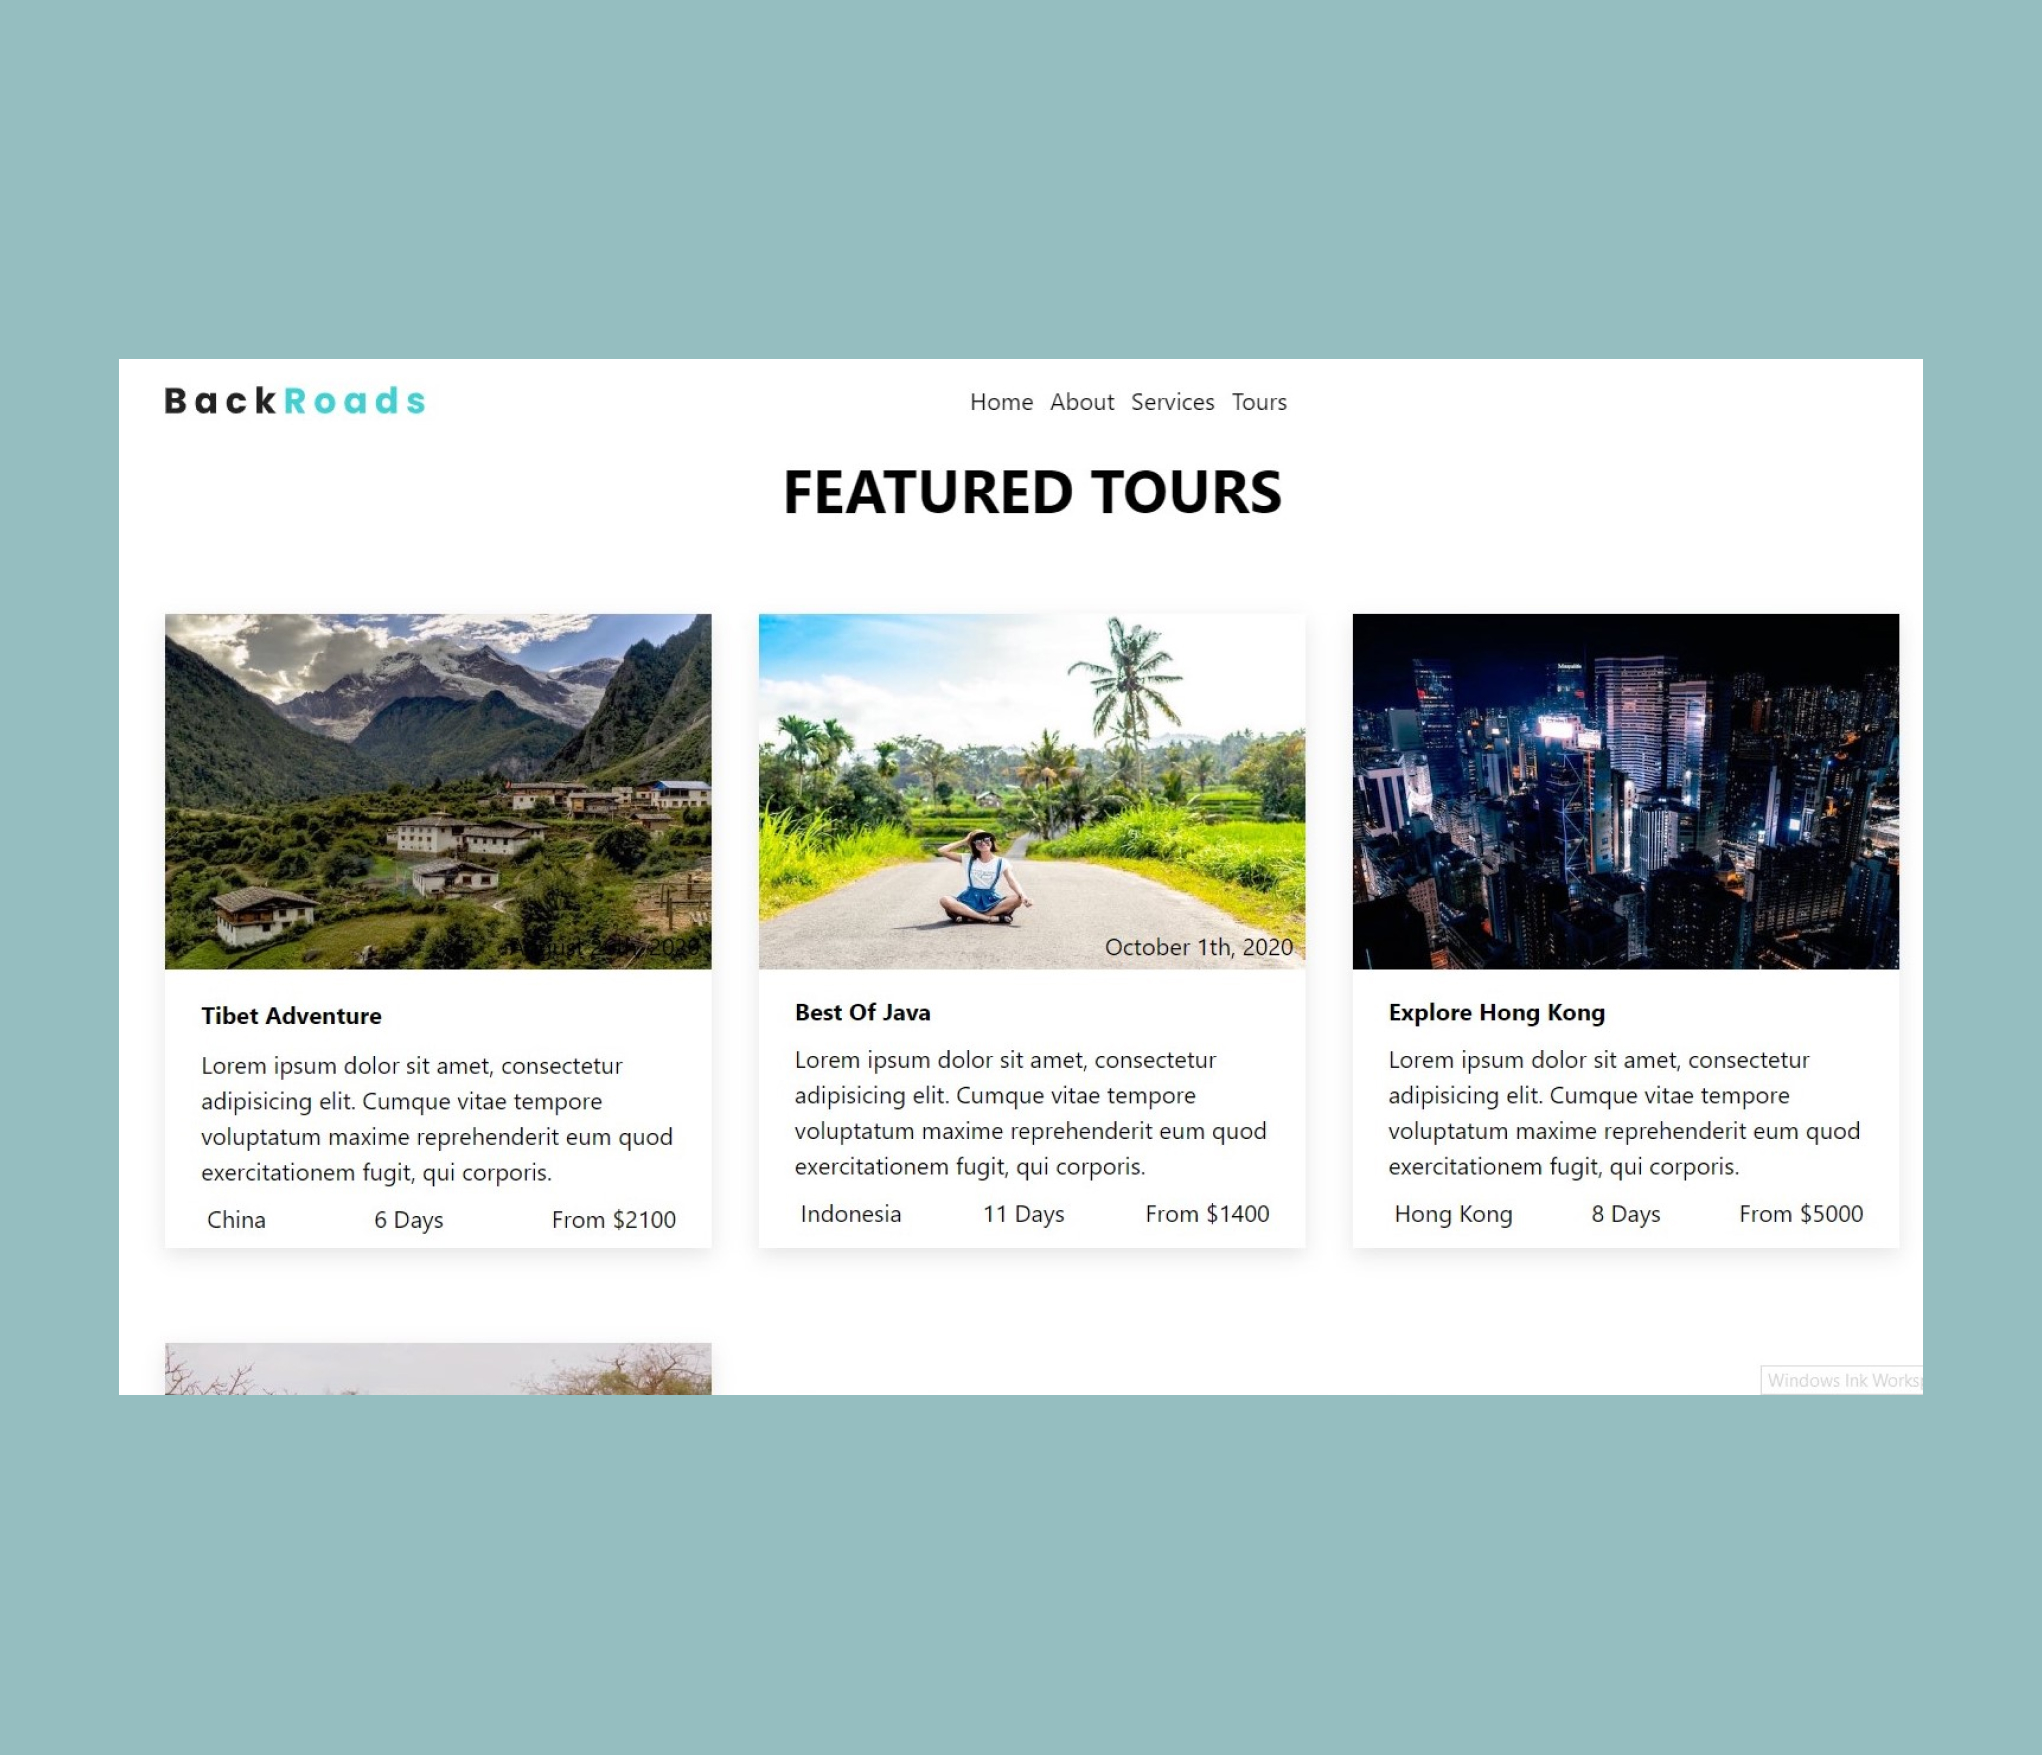 BackRoads
Home About Services Tours
FEATURED TOURS
August 2020
October 1th, 2020
Tibet Adventure
Lorem ipsum dolor sit amet, consectetur
adipisicing elit. Cumque vitae tempore
voluptatum maxime reprehenderit eum quod
exercitationem fugit, qui corporis.
China 6 Days From $2100
Best Of Java
Lorem ipsum dolor sit amet, consectetur
adipisicing elit. Cumque vitae tempore
voluptatum maxime reprehenderit eum quod
exercitationem fugit, qui corporis.
Indonesia 11 Days From $1400
Explore Hong Kong
Lorem ipsum dolor sit amet, consectetur
adipisicing elit. Cumque vitae tempore
voluptatum maxime reprehenderit eum quod
exercitationem fugit, qui corporis.
Hong Kong 8 Days From $5000
Windows Ink Worksp